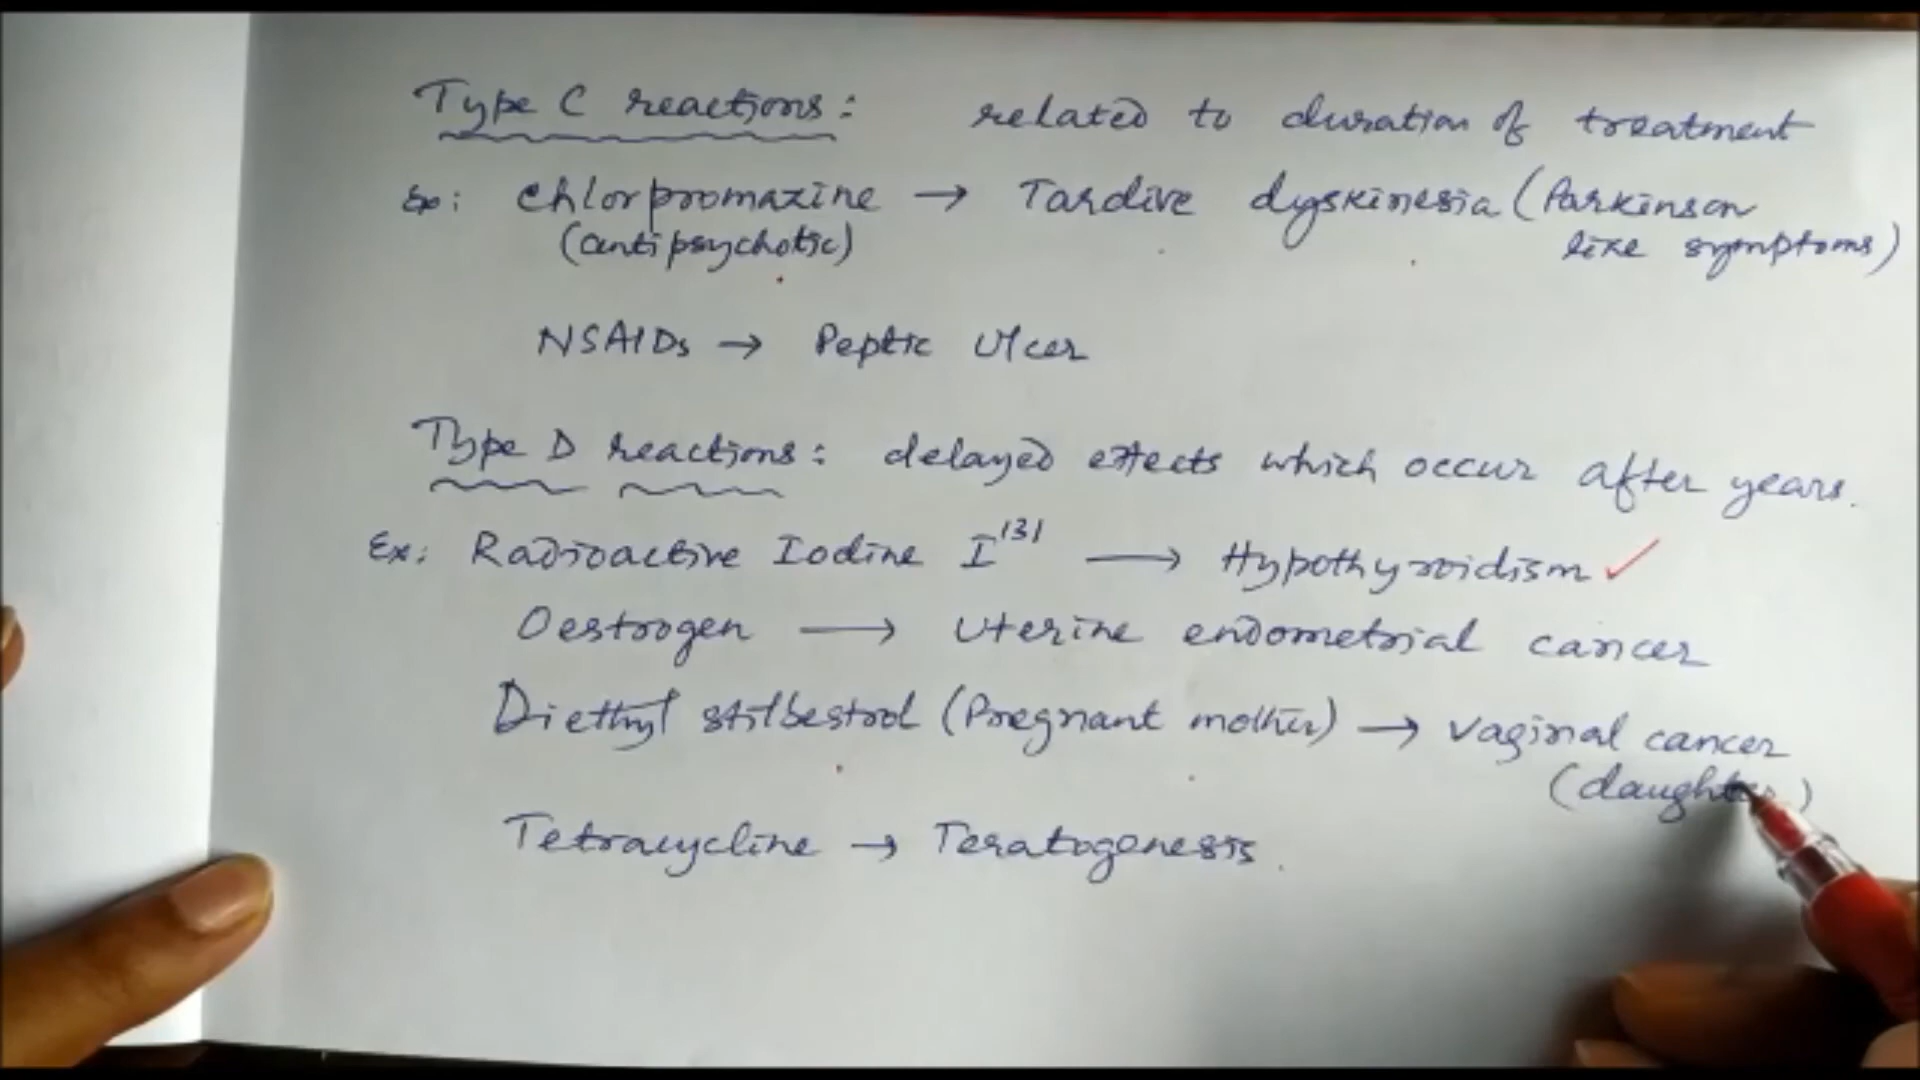 Type C reactions: related to duration of treatment
Ex: Chlorpromazine → Tardive dyskinesia (Parkinson
(antipsychotic) like symptoms)
NSAIDs → Peptic Ulcer
Type D reactions: delayed effects which occur after years.
Ex: Radioactive Iodine I¹³¹ → Hypothyroidism ✓
Oestrogen → Uterine endometrial cancer
Diethyl stilbestrol (Pregnant mother) → vaginal cancer
(daughter)
Tetracycline → Teratogenesis.